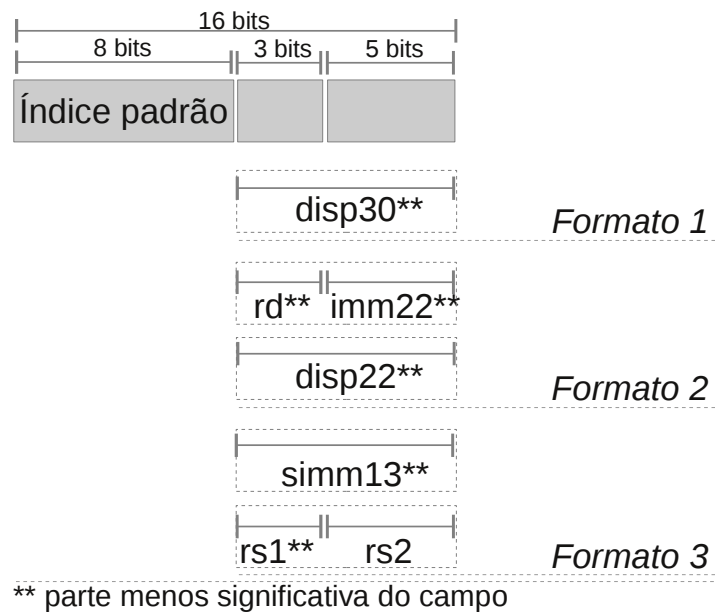 16 bits
8 bits 3 bits 5 bits
Índice padrão
disp30**
Formato 1
rd** imm22**
disp22**
Formato 2
simm13**
rs1** rs2
Formato 3
** parte menos significativa do campo